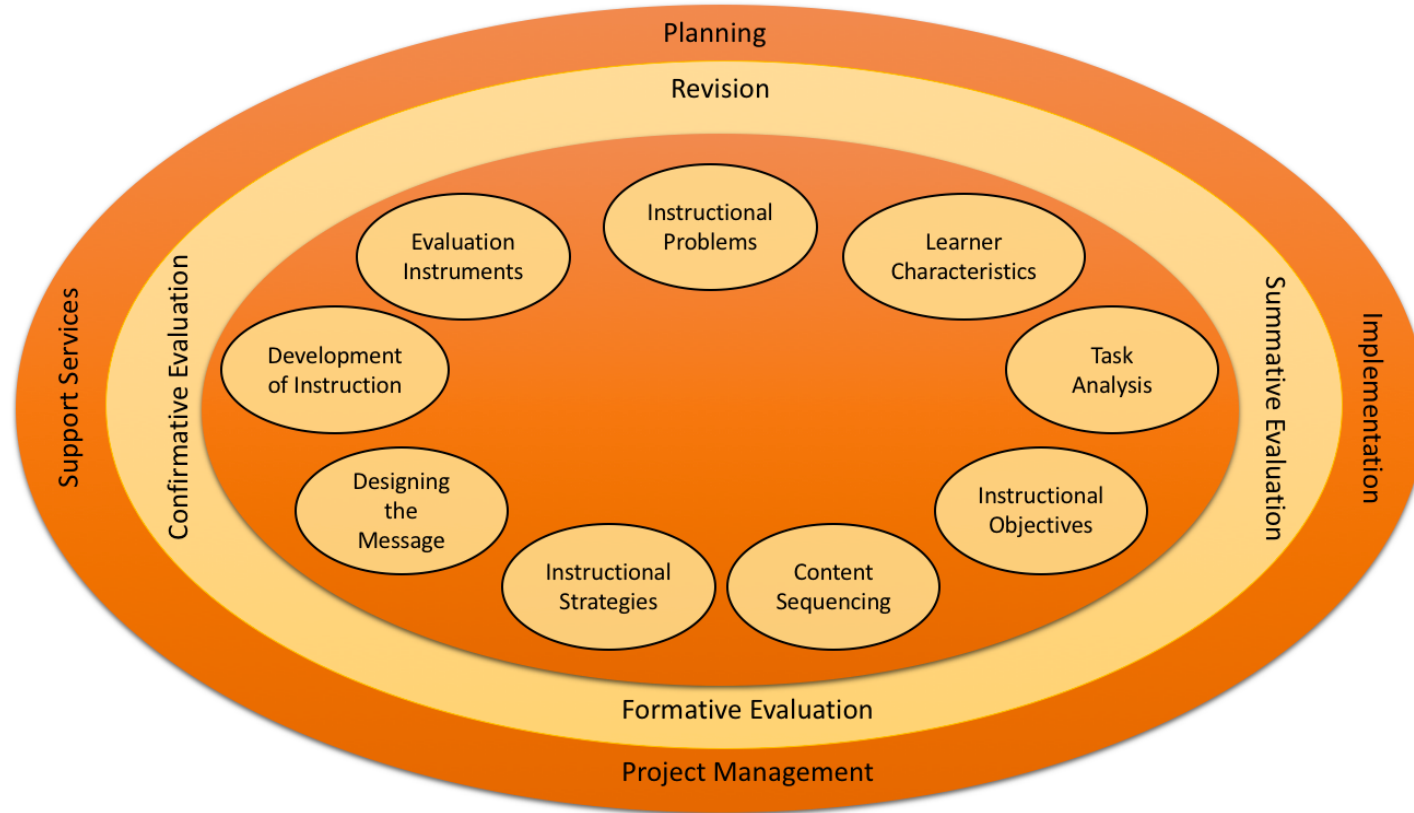 Planning
Revision
Instructional
Problems
Learner
Characteristics
Task
Analysis
Instructional
Objectives
Content
Sequencing
Instructional
Strategies
Designing
the
Message
Development
of Instruction
Evaluation
Instruments
Summative Evaluation
Formative Evaluation
Confirmative Evaluation
Implementation
Project Management
Support Services